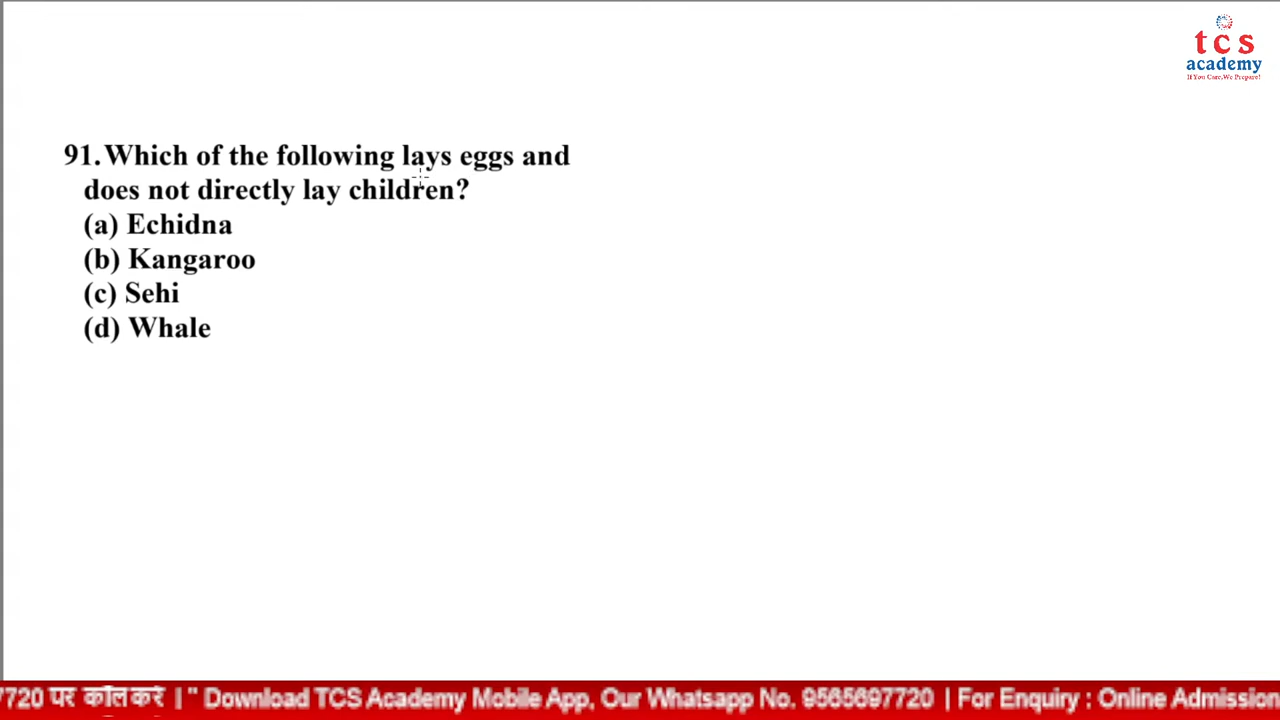 tcs
academy
If You Care,We Prepare!
91.Which of the following lays eggs and
does not directly lay children?
(a) Echidna
(b) Kangaroo
(c) Sehi
(d) Whale
7720 पर कॉल करें | " Download TCS Academy Mobile App, Our Whatsapp No. 9565697720 | For Enquiry : Online Admission